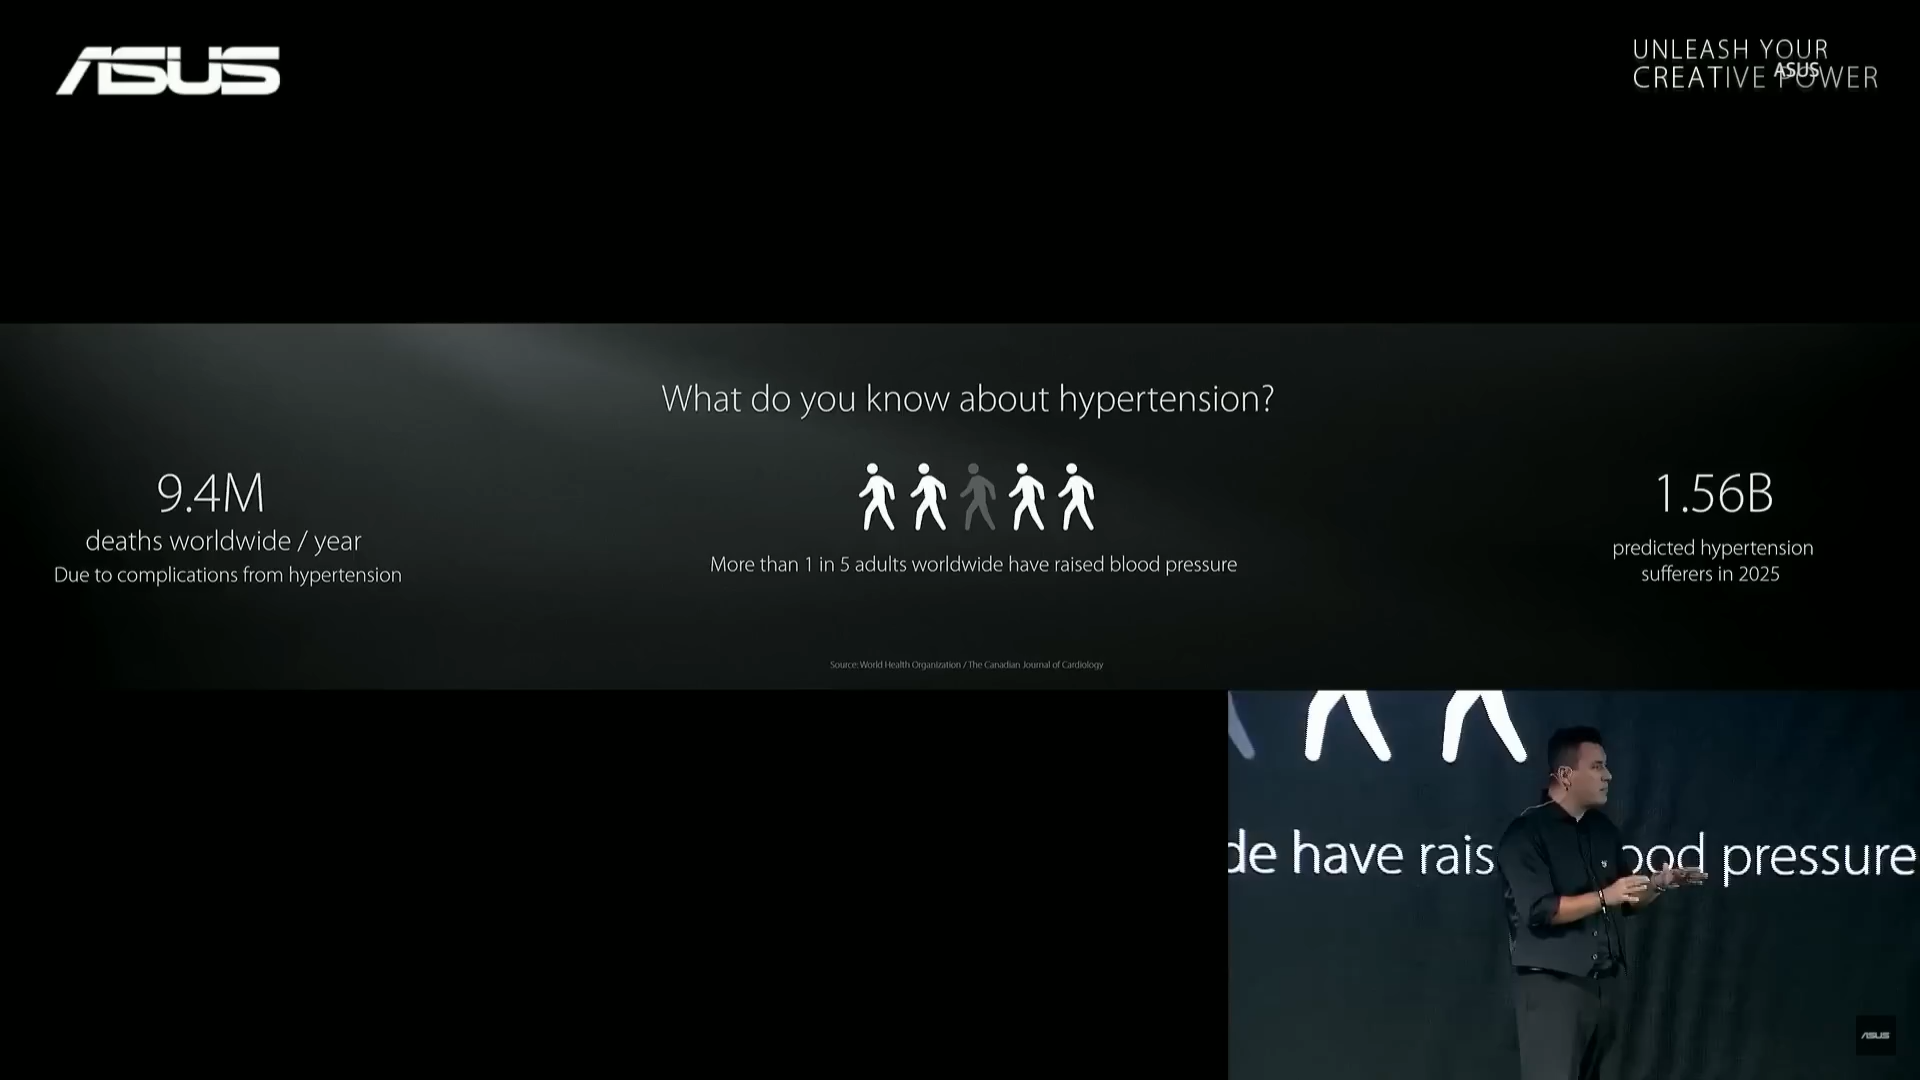 ASUS
UNLEASH YOUR
CREATIVE POWER
ASUS
What do you know about hypertension?
9.4M
deaths worldwide / year
Due to complications from hypertension
More than 1 in 5 adults worldwide have raised blood pressure
1.56B
predicted hypertension
sufferers in 2025
Source: World Health Organization / The Canadian Journal of Cardiology
de have rais ood pressure
ASUS